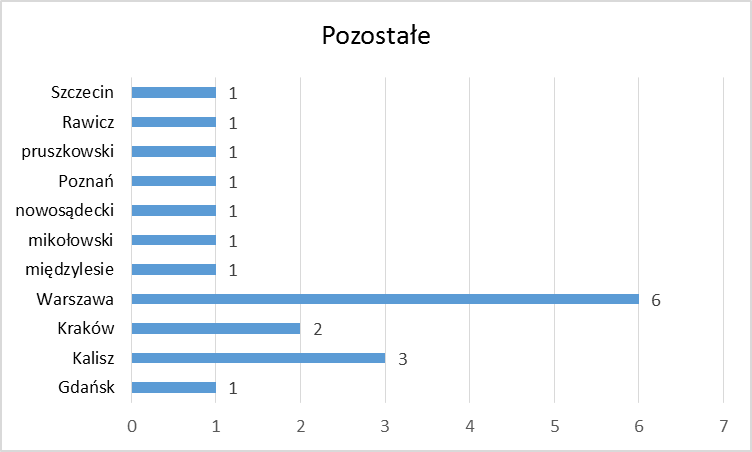 Pozostałe
Szczecin 1
Rawicz 1
pruszkowski 1
Poznań 1
nowosądecki 1
mikołowski 1
międzylesie 1
Warszawa 6
Kraków 2
Kalisz 3
Gdańsk 1
0 1 2 3 4 5 6 7